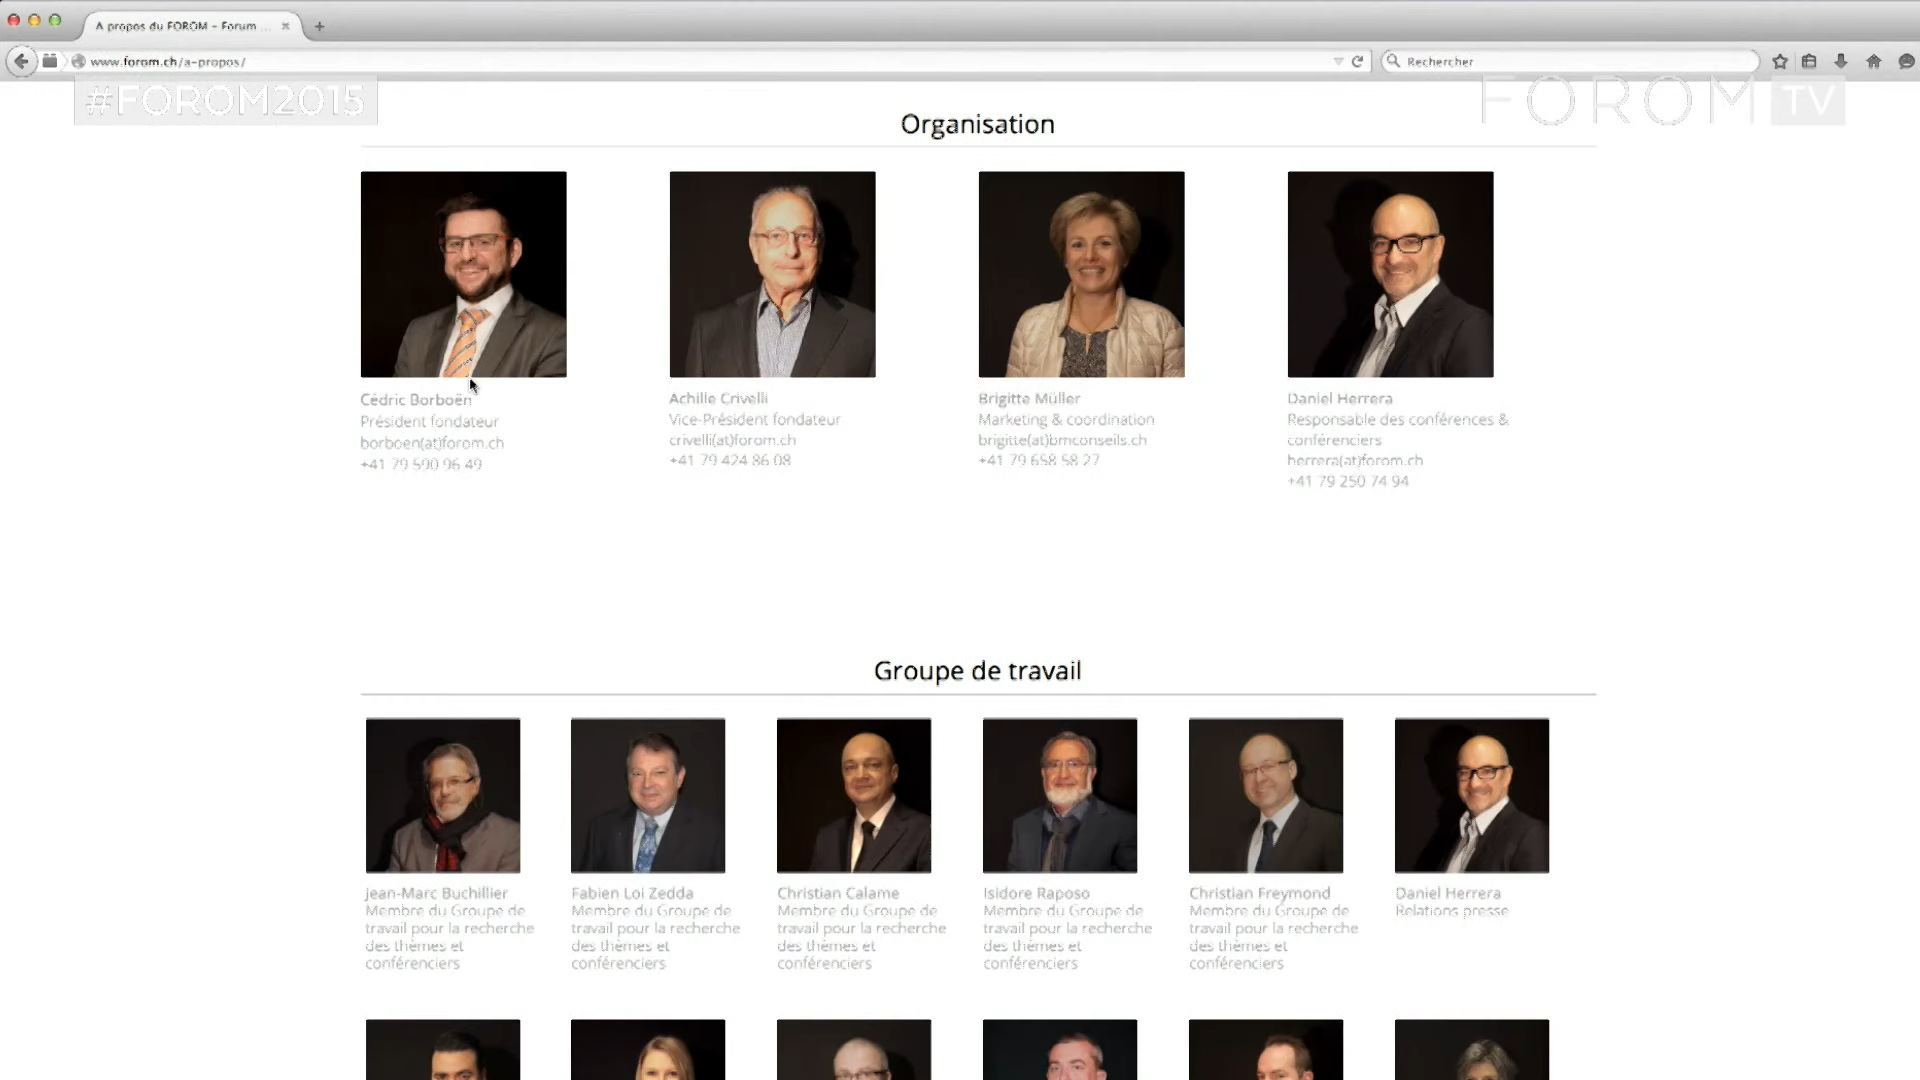 A propos du FOROM – Forum ...
www.forom.ch/a-propos/
Rechercher
#FOROM2015
FOROM TV
Organisation
Cédric Borboën
Président fondateur
borboen(at)forom.ch
+41 79 590 96 49
Achille Crivelli
Vice-Président fondateur
crivelli(at)forom.ch
+41 79 424 86 08
Brigitte Müller
Marketing & coordination
brigitte(at)bmconseils.ch
+41 79 658 58 27
Daniel Herrera
Responsable des conférences &
conférenciers
herrera(at)forom.ch
+41 79 250 74 94
Groupe de travail
Jean-Marc Buchillier
Membre du Groupe de
travail pour la recherche
des thèmes et
conférenciers
Fabien Loi Zedda
Membre du Groupe de
travail pour la recherche
des thèmes et
conférenciers
Christian Calame
Membre du Groupe de
travail pour la recherche
des thèmes et
conférenciers
Isidore Raposo
Membre du Groupe de
travail pour la recherche
des thèmes et
conférenciers
Christian Freymond
Membre du Groupe de
travail pour la recherche
des thèmes et
conférenciers
Daniel Herrera
Relations presse